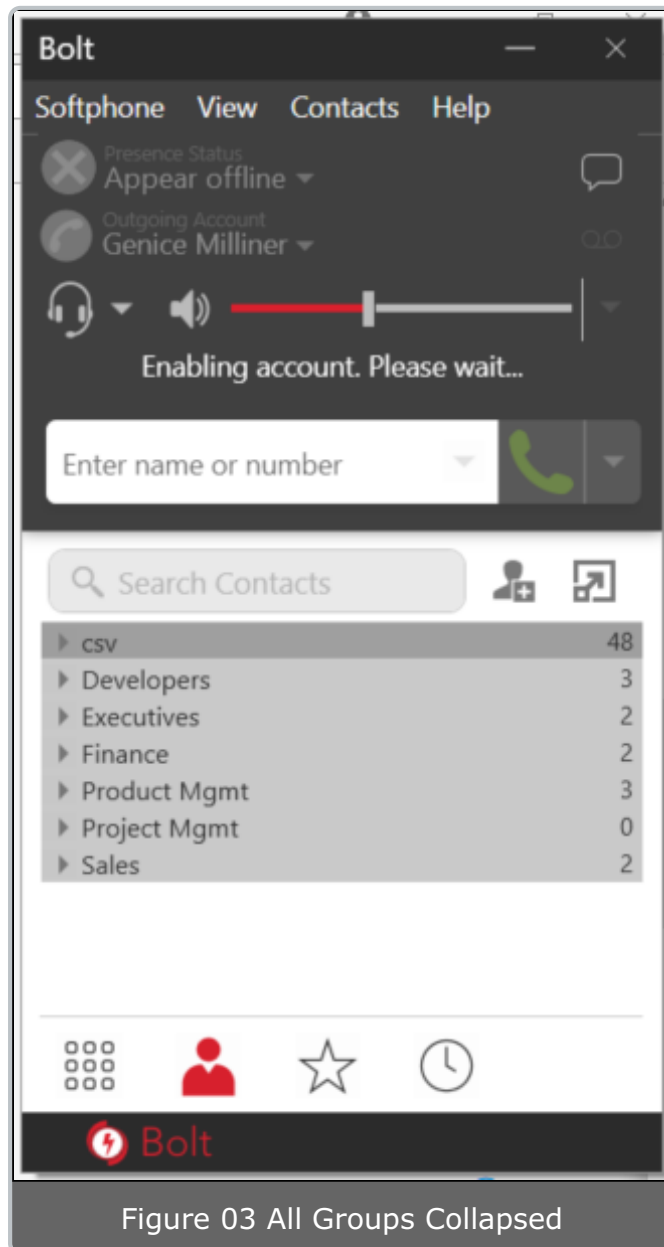 Bolt
Softphone View Contacts Help
Presence Status
Appear offline
Outgoing Account
Genice Milliner
Enabling account. Please wait...
Enter name or number
Search Contacts
csv 48
Developers 3
Executives 2
Finance 2
Product Mgmt 3
Project Mgmt 0
Sales 2
Bolt
Figure 03 All Groups Collapsed